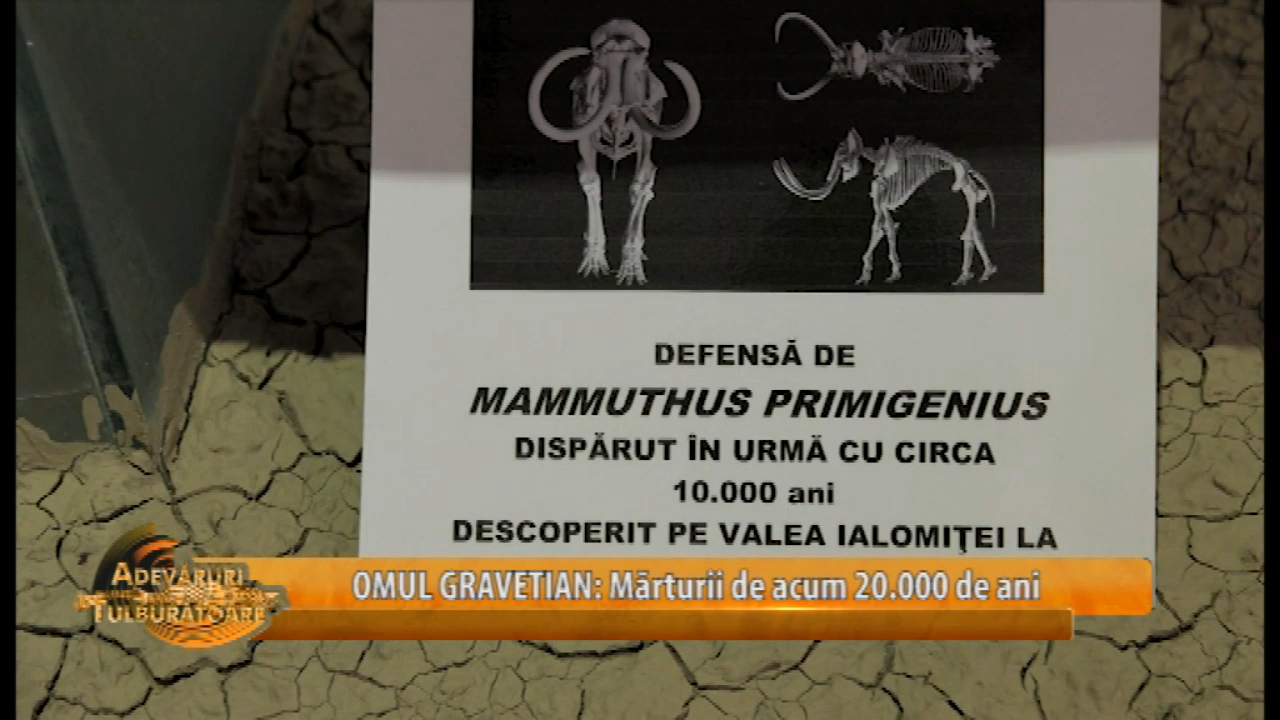 DEFENSĂ DE
MAMMUTHUS PRIMIGENIUS
DISPĂRUT ÎN URMĂ CU CIRCA
10.000 ani
DESCOPERIT PE VALEA IALOMIŢEI LA
OMUL GRAVETIAN: Mărturii de acum 20.000 de ani
ADEVĂRURI
TULBURĂTOARE